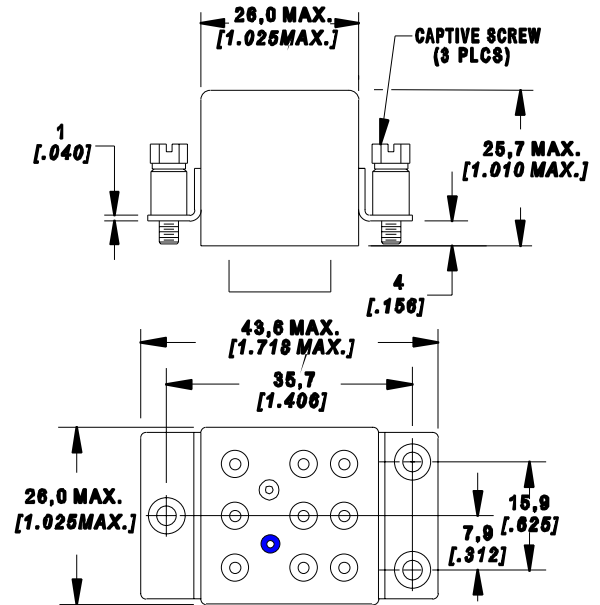 26,0 MAX.
[1.025MAX.]
CAPTIVE SCREW
(3 PLCS)
1
[.040]
25,7 MAX.
[1.010 MAX.]
4
[.156]
43,6 MAX.
[1.718 MAX.]
35,7
[1.406]
26,0 MAX.
[1.025MAX.]
15,9
[.625]
7,9
[.312]